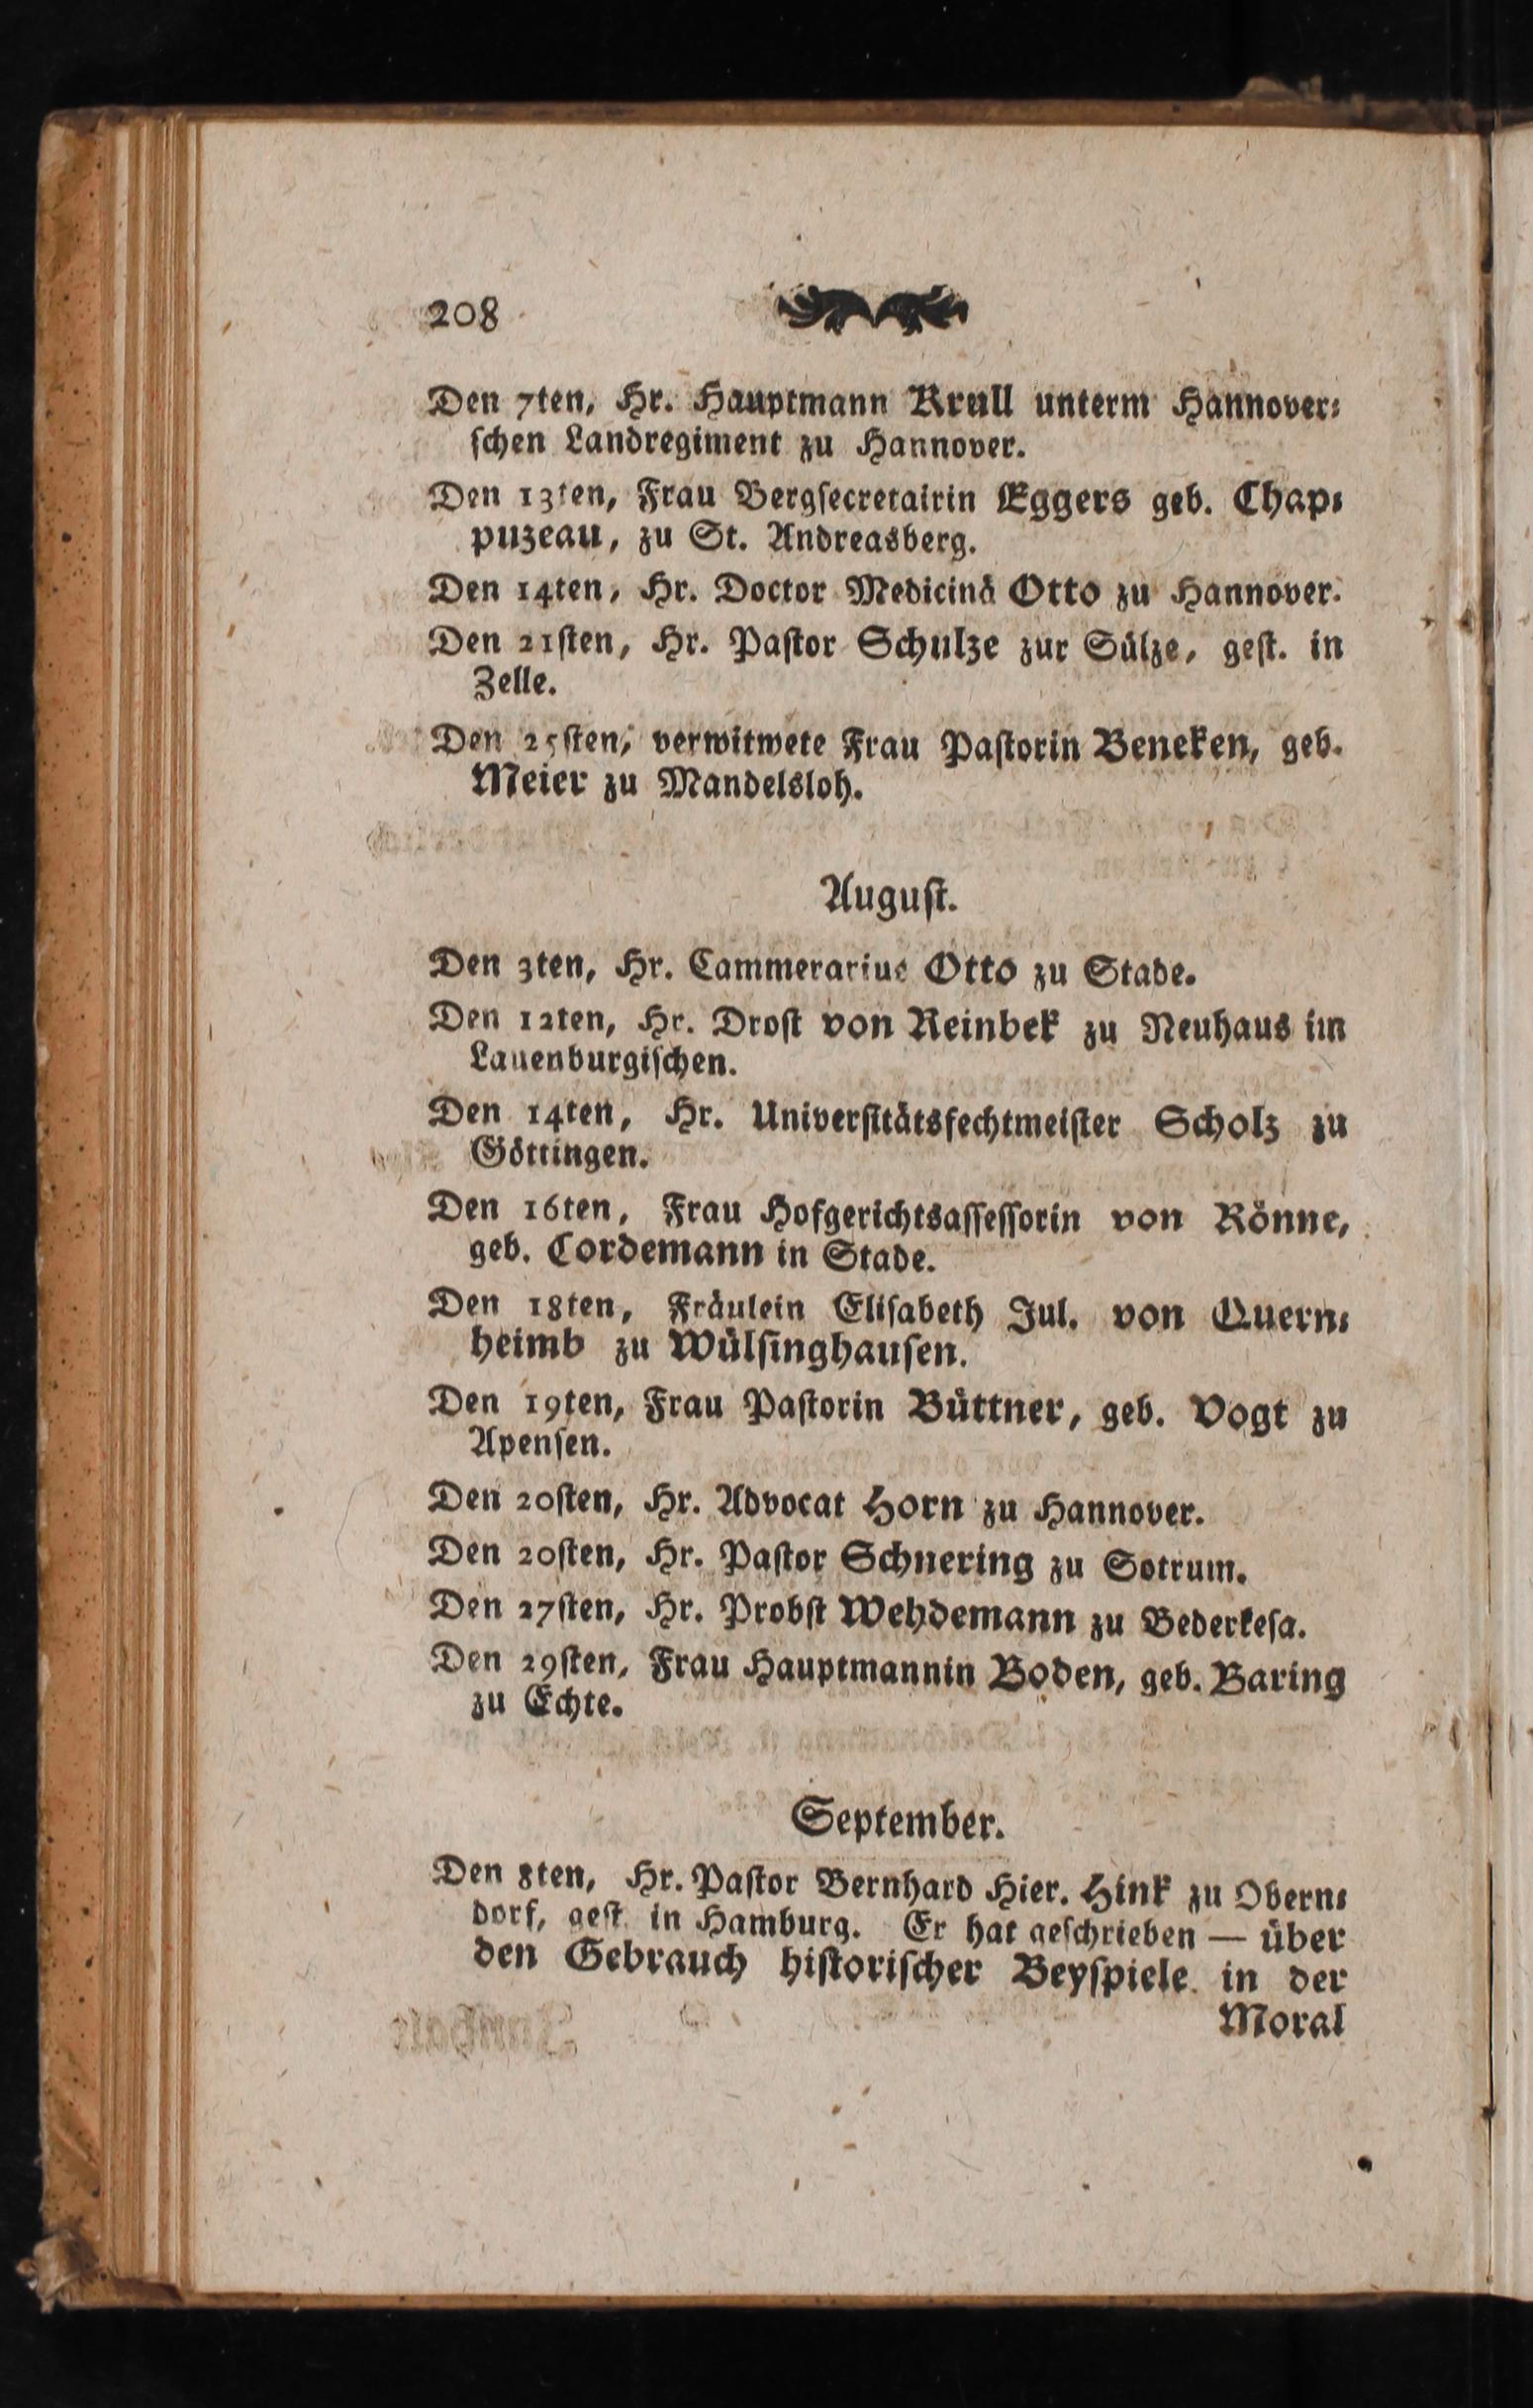 208
Den 7ten, Hr. Hauptmann Krull unterm Hannover⸗
ſchen Landregiment zu Hannover.
Den 13ten, Frau Bergſecretairin Eggers geb. Chap⸗
puzeau, zu St. Andreasberg.
Den 14ten, Hr. Doctor Medicinä Otto zu Hannover.
Den 21ſten, Hr. Paſtor Schulze zur Sülze, geſt. in
Zelle.
Den 25ſten, verwitwete Frau Paſtorin Beneken, geb.
Meier zu Mandelsloh.
Auguſt.
Den 3ten, Hr. Cammerarius Otto zu Stade.
Den 12ten, Hr. Droſt von Reinbek zu Neuhaus im
Lauenburgiſchen.
Den 14ten, Hr. Univerſitätsfechtmeiſter Scholz zu
Göttingen.
Den 16ten, Frau Hofgerichtsaſſeſſorin von Rönne,
geb. Cordemann in Stade.
Den 18ten, Fräulein Eliſabeth Jul. von Quern⸗
heimb zu Wülſinghauſen.
Den 19ten, Frau Paſtorin Büttner, geb. Vogt zu
Apenſen.
Den 20ſten, Hr. Advocat Horn zu Hannover.
Den 20ſten, Hr. Paſtor Schnering zu Sotrum.
Den 27ſten, Hr. Probſt Wehdemann zu Bederkeſa.
Den 29ſten, Frau Hauptmannin Boden, geb. Baring
zu Echte.
September.
Den 8ten, Hr. Paſtor Bernhard Hier. Hink zu Obern⸗
dorf, geſt. in Hamburg. Er hat geſchrieben — über
den Gebrauch hiſtoriſcher Beyſpiele in der
Moral